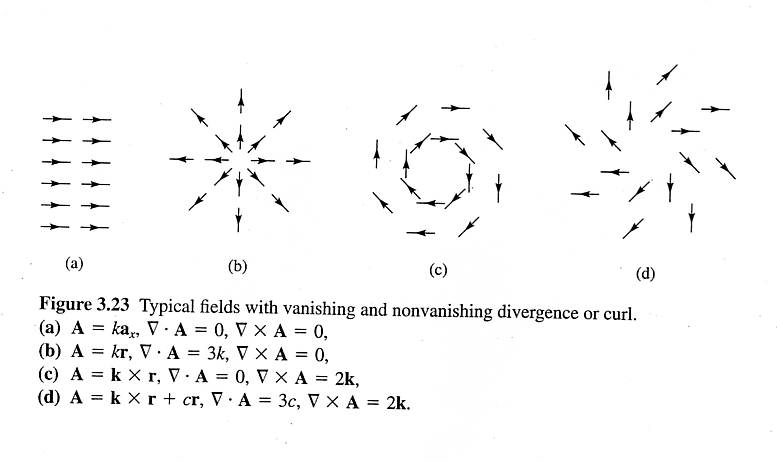 (a)
(b)
(c)
(d)
Figure 3.23 Typical fields with vanishing and nonvanishing divergence or curl.
(a) A = kaₓ, ∇ · A = 0, ∇ × A = 0,
(b) A = kr, ∇ · A = 3k, ∇ × A = 0,
(c) A = k × r, ∇ · A = 0, ∇ × A = 2k,
(d) A = k × r + cr, ∇ · A = 3c, ∇ × A = 2k.